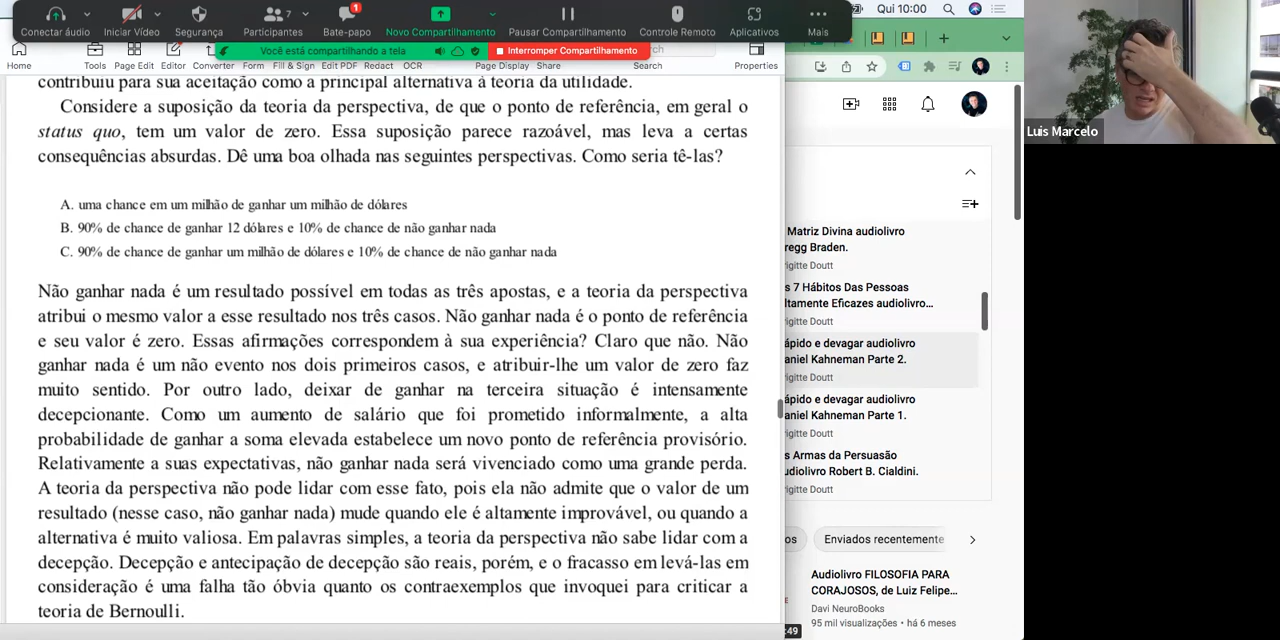 Qui 10:00
Conectar áudio
Iniciar Vídeo
Segurança
7
Participantes
1
Bate-papo
Novo Compartilhamento
Pausar Compartilhamento
Controle Remoto
Aplicativos
Mais
Você está compartilhando a tela
Interromper Compartilhamento
Home
Tools
Page Edit
Editor
Converter
Form
Fill & Sign
Edit PDF
Redact
OCR
Page Display
Share
Search
Properties
contribuiu para sua aceitação como a principal alternativa à teoria da utilidade.
Considere a suposição da teoria da perspectiva, de que o ponto de referência, em geral o
status quo, tem um valor de zero. Essa suposição parece razoável, mas leva a certas
consequências absurdas. Dê uma boa olhada nas seguintes perspectivas. Como seria tê-las?
A. uma chance em um milhão de ganhar um milhão de dólares
B. 90% de chance de ganhar 12 dólares e 10% de chance de não ganhar nada
C. 90% de chance de ganhar um milhão de dólares e 10% de chance de não ganhar nada
Não ganhar nada é um resultado possível em todas as três apostas, e a teoria da perspectiva
atribui o mesmo valor a esse resultado nos três casos. Não ganhar nada é o ponto de referência
e seu valor é zero. Essas afirmações correspondem à sua experiência? Claro que não. Não
ganhar nada é um não evento nos dois primeiros casos, e atribuir-lhe um valor de zero faz
muito sentido. Por outro lado, deixar de ganhar na terceira situação é intensamente
decepcionante. Como um aumento de salário que foi prometido informalmente, a alta
probabilidade de ganhar a soma elevada estabelece um novo ponto de referência provisório.
Relativamente a suas expectativas, não ganhar nada será vivenciado como uma grande perda.
A teoria da perspectiva não pode lidar com esse fato, pois ela não admite que o valor de um
resultado (nesse caso, não ganhar nada) mude quando ele é altamente improvável, ou quando a
alternativa é muito valiosa. Em palavras simples, a teoria da perspectiva não sabe lidar com a
decepção. Decepção e antecipação de decepção são reais, porém, e o fracasso em levá-las em
consideração é uma falha tão óbvia quanto os contraexemplos que invoquei para criticar a
teoria de Bernoulli.
Matriz Divina audiolivro
regg Braden.
rigitte Doutt
s 7 Hábitos Das Pessoas
ltamente Eficazes audiolivro...
rigitte Doutt
ápido e devagar audiolivro
aniel Kahneman Parte 2.
rigitte Doutt
ápido e devagar audiolivro
aniel Kahneman Parte 1.
rigitte Doutt
s Armas da Persuasão
udiolivro Robert B. Cialdini.
rigitte Doutt
os
Enviados recentemente
Audiolivro FILOSOFIA PARA
CORAJOSOS, de Luiz Felipe...
Davi NeuroBooks
95 mil visualizações • há 6 meses
:49
Luis Marcelo